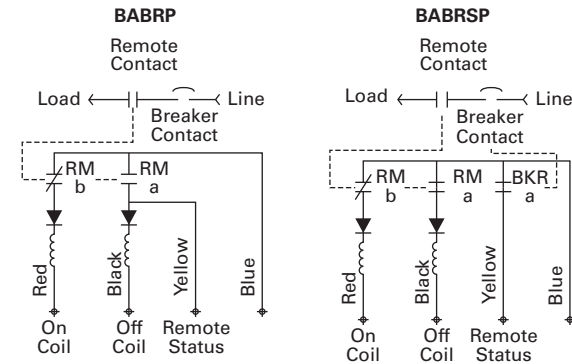 BABRP
Remote
Contact
Load
Line
Breaker
Contact
RM
b
RM
a
Red
Black
Yellow
Blue
On
Coil
Off
Coil
Remote
Status
BABRSP
Remote
Contact
Load
Line
Breaker
Contact
RM
b
RM
a
BKR
a
Red
Black
Yellow
Blue
On
Coil
Off
Coil
Remote
Status